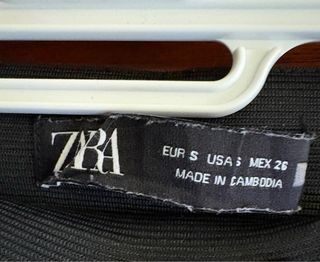 ZARA
EUR S USA S MEX 26
MADE IN CAMBODIA